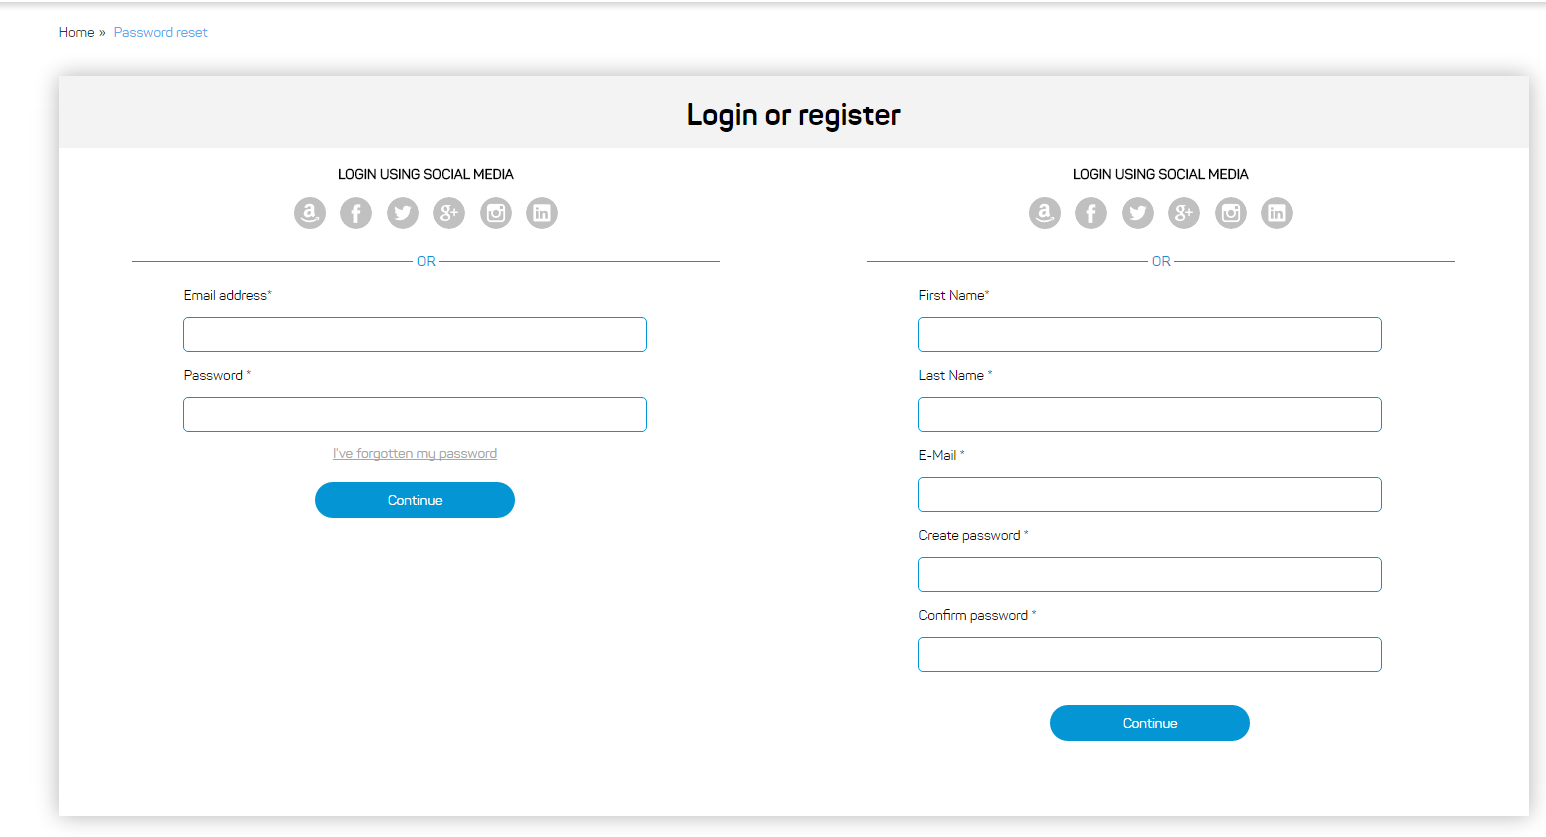 Home » Password reset
Login or register
LOGIN USING SOCIAL MEDIA
OR
Email address*
Password *
I've forgotten my password
Continue
LOGIN USING SOCIAL MEDIA
OR
First Name*
Last Name *
E-Mail *
Create password *
Confirm password *
Continue